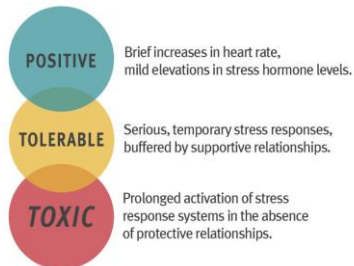 POSITIVE
Brief increases in heart rate,
mild elevations in stress hormone levels.
TOLERABLE
Serious, temporary stress responses,
buffered by supportive relationships.
TOXIC
Prolonged activation of stress
response systems in the absence
of protective relationships.